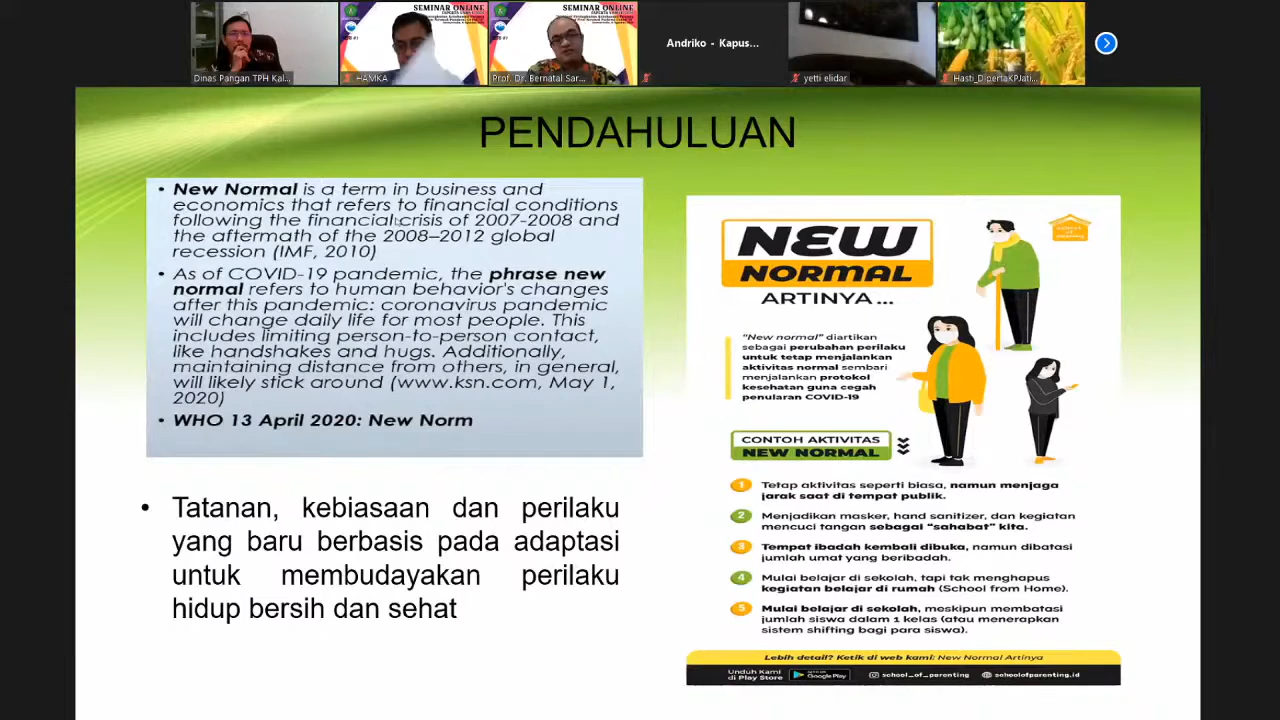 SEMINAR ONLINE
SEMINAR ONLINE
Andriko - Kapus...
Dinas Pangan TPH Kal...
HAMKA
Prof. Dr. Bernatal Sar...
yetti elidar
Hasti_DipertaKPJati...
PENDAHULUAN
• New Normal is a term in business and
economics that refers to financial conditions
following the financial crisis of 2007-2008 and
the aftermath of the 2008–2012 global
recession (IMF, 2010)
• As of COVID-19 pandemic, the phrase new
normal refers to human behavior's changes
after this pandemic: coronavirus pandemic
will change daily life for most people. This
includes limiting person-to-person contact,
like handshakes and hugs. Additionally,
maintaining distance from others, in general,
will likely stick around (www.ksn.com, May 1,
2020)
• WHO 13 April 2020: New Norm
• Tatanan, kebiasaan dan perilaku
yang baru berbasis pada adaptasi
untuk membudayakan perilaku
hidup bersih dan sehat
NEW
NORMAL
ARTINYA ...
"New normal" diartikan
sebagai perubahan perilaku
untuk tetap menjalankan
aktivitas normal sembari
menjalankan protokol
kesehatan guna cegah
penularan COVID-19
CONTOH AKTIVITAS
NEW NORMAL
1 Tetap aktivitas seperti biasa, namun menjaga
jarak saat di tempat publik.
2 Menjadikan masker, hand sanitizer, dan kegiatan
mencuci tangan sebagai "sahabat" kita.
3 Tempat ibadah kembali dibuka, namun dibatasi
jumlah umat yang beribadah.
4 Mulai belajar di sekolah, tapi tak menghapus
kegiatan belajar di rumah (School from Home).
5 Mulai belajar di sekolah, meskipun membatasi
jumlah siswa dalam 1 kelas (atau menerapkan
sistem shifting bagi para siswa).
Lebih detail? Ketik di web kami: New Normal Artinya
Unduh Kami
di Play Store
Google Play
school_of_parenting
schoolofparenting.id